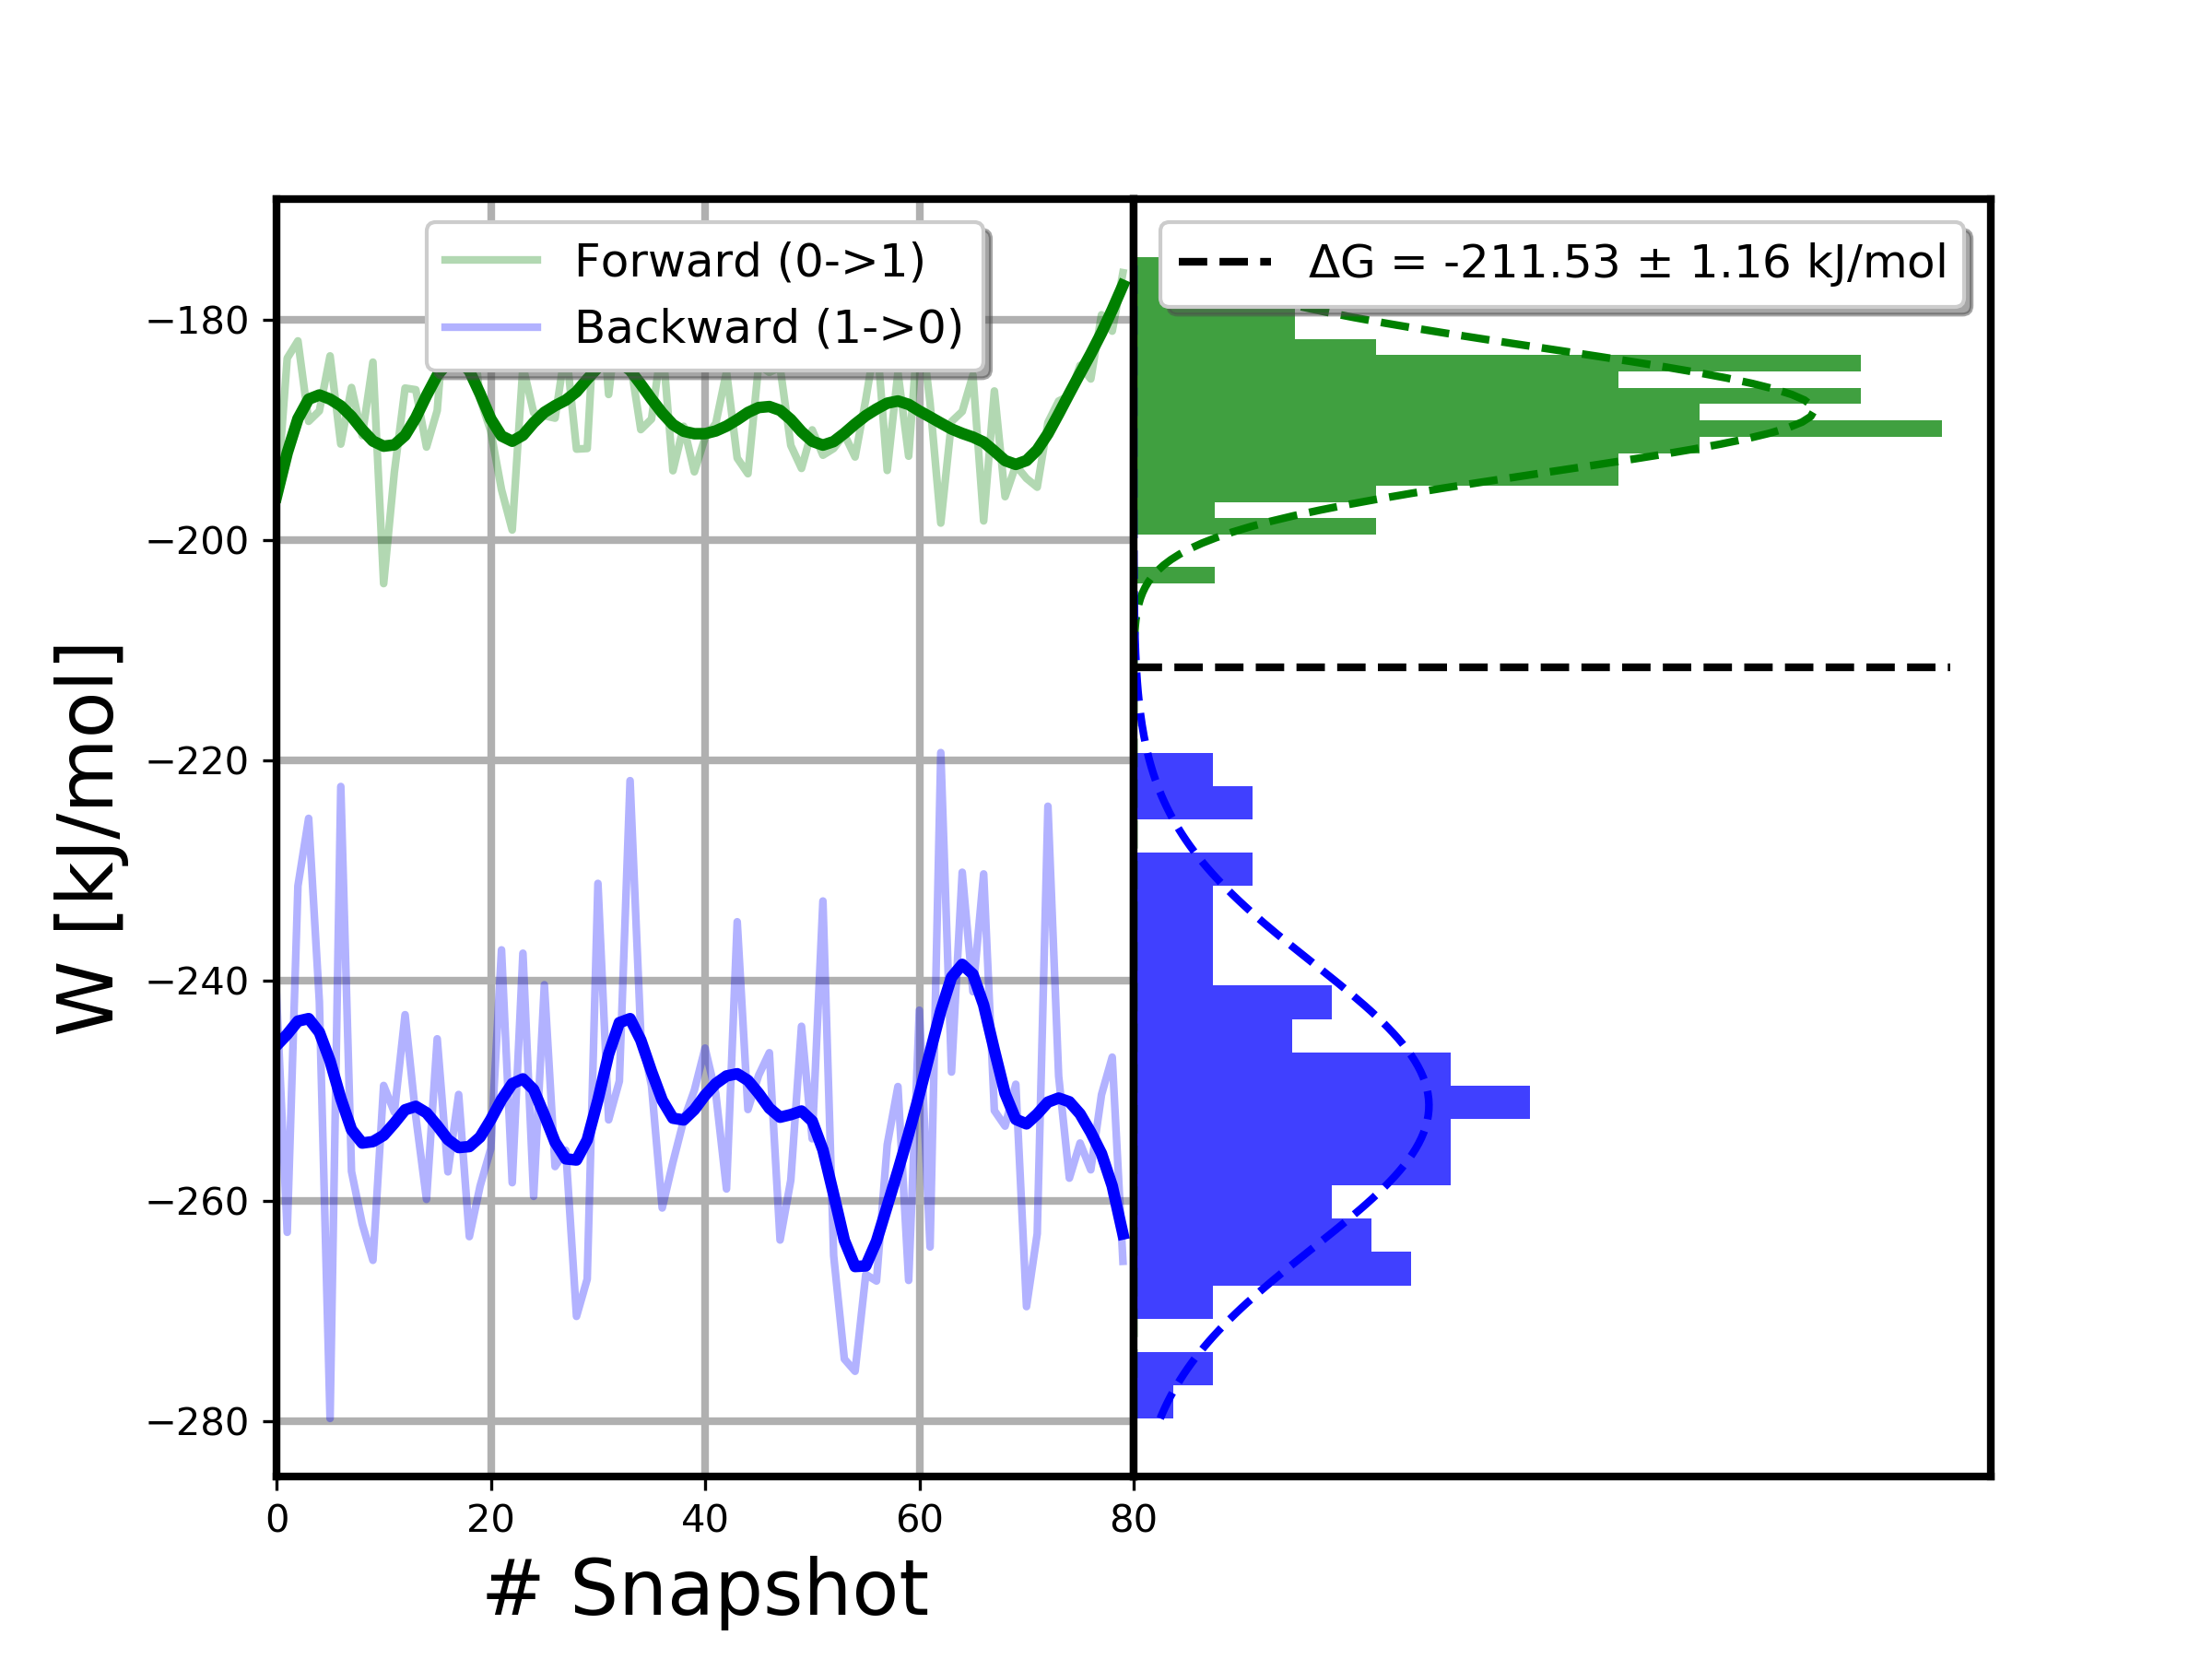 Forward (0->1)
Backward (1->0)
ΔG = -211.53 ± 1.16 kJ/mol
W [kJ/mol]
−180
−200
−220
−240
−260
−280
0 20 40 60 80
# Snapshot